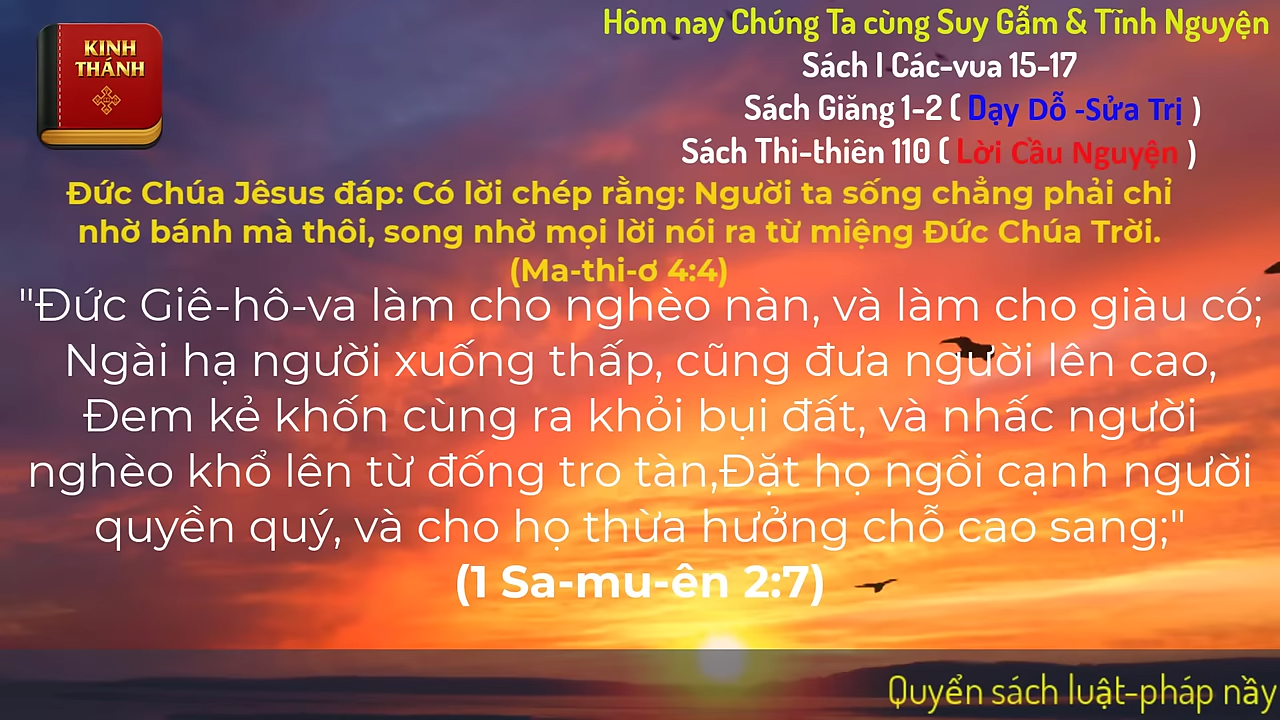 KINH
THÁNH
Hôm nay Chúng Ta cùng Suy Gẫm & Tĩnh Nguyện
Sách I Các-vua 15-17
Sách Giăng 1-2 ( Dạy Dỗ -Sửa Trị )
Sách Thi-thiên 110 ( Lời Cầu Nguyện )
Đức Chúa Jêsus đáp: Có lời chép rằng: Người ta sống chẳng phải chỉ
nhờ bánh mà thôi, song nhờ mọi lời nói ra từ miệng Đức Chúa Trời.
(Ma-thi-ơ 4:4)
"Đức Giê-hô-va làm cho nghèo nàn, và làm cho giàu có;
Ngài hạ người xuống thấp, cũng đưa người lên cao,
Đem kẻ khốn cùng ra khỏi bụi đất, và nhấc người
nghèo khổ lên từ đống tro tàn,Đặt họ ngồi cạnh người
quyền quý, và cho họ thừa hưởng chỗ cao sang;"
(1 Sa-mu-ên 2:7)
Quyển sách luật-pháp nầy